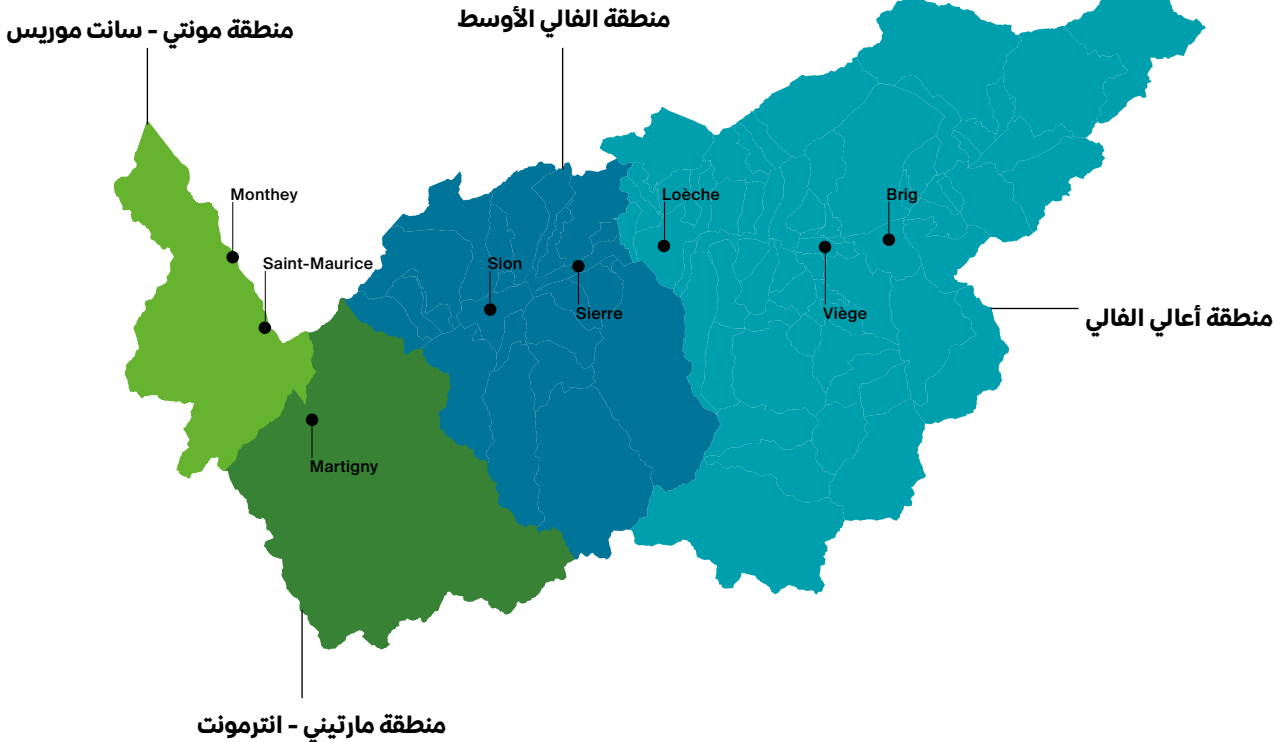 منطقة الفالي الأوسط
منطقة مونتي - سانت موريس
Monthey
Loèche
Brig
Saint-Maurice
Sion
Sierre
Viège
منطقة أعالي الفالي
Martigny
منطقة مارتيني - انترمونت